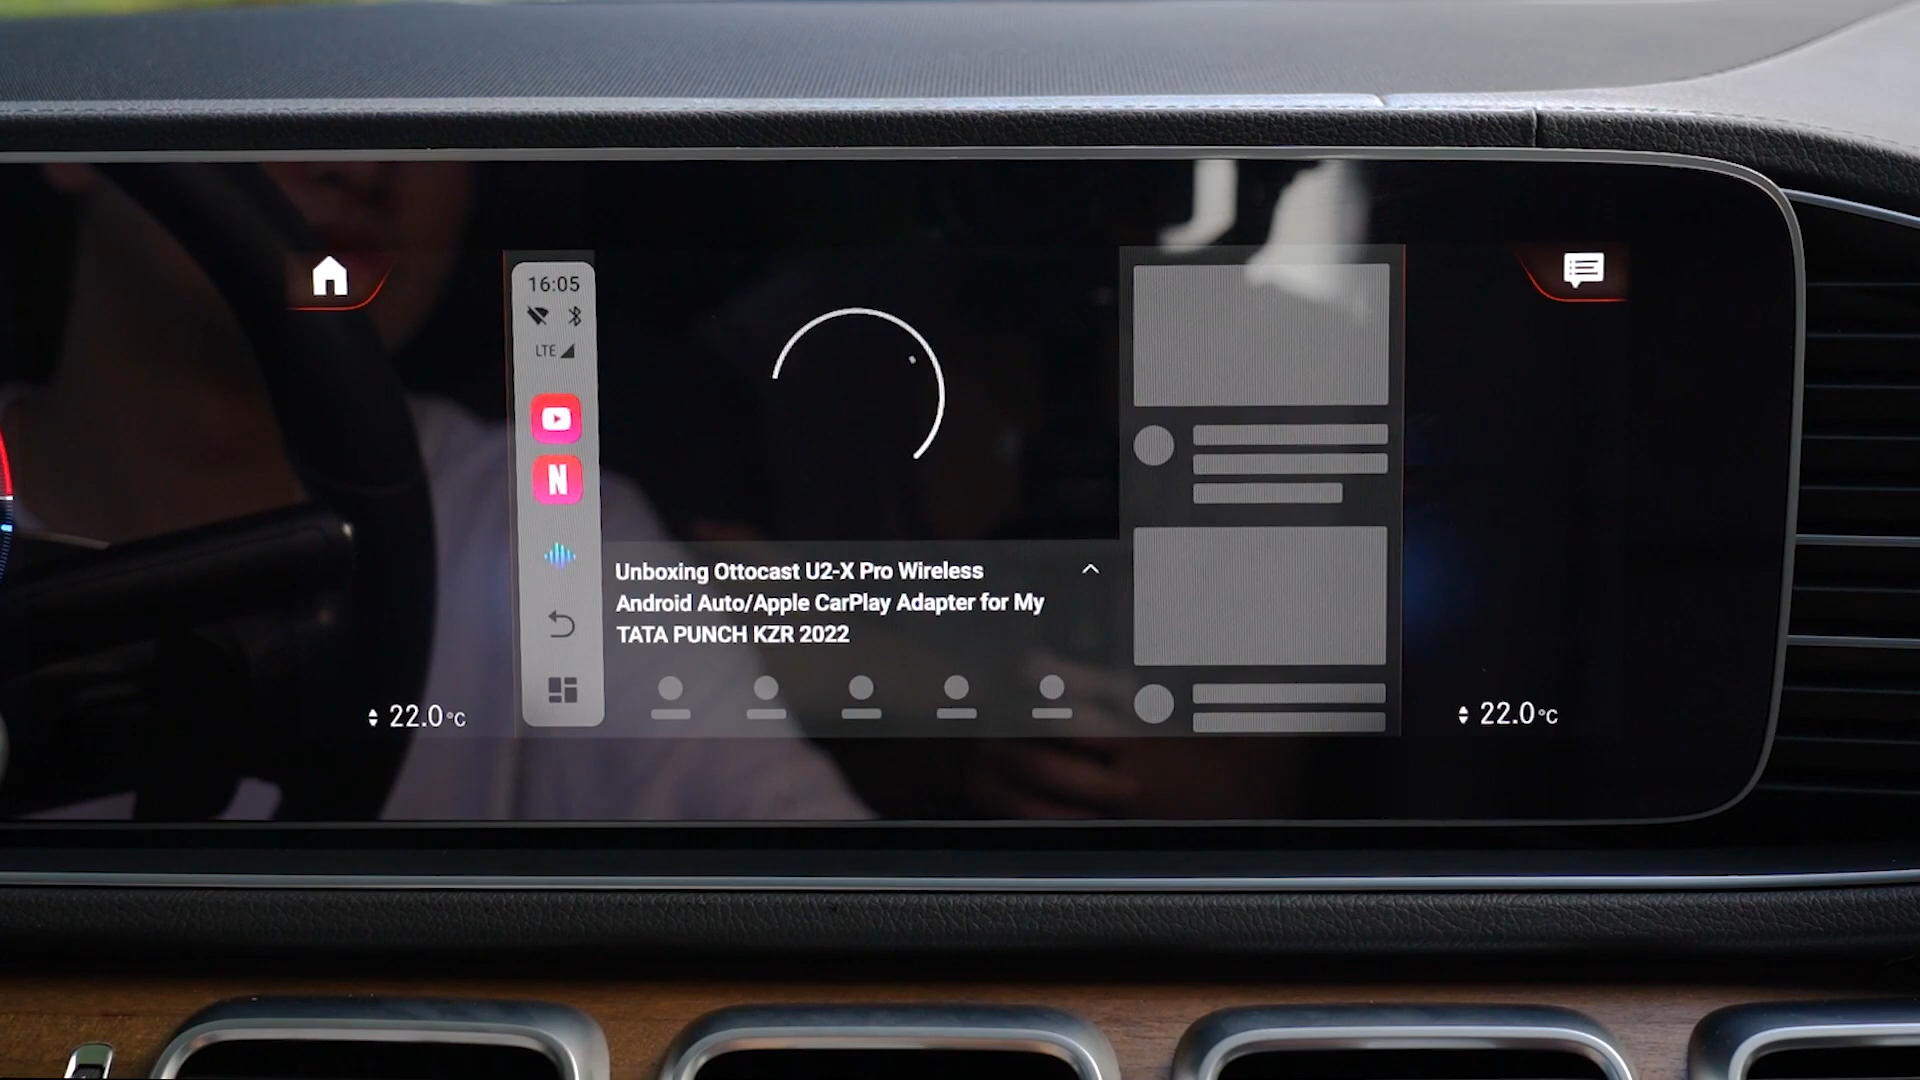 16:05
LTE
N
Unboxing Ottocast U2-X Pro Wireless
Android Auto/Apple CarPlay Adapter for My
TATA PUNCH KZR 2022
22.0°C
22.0°C